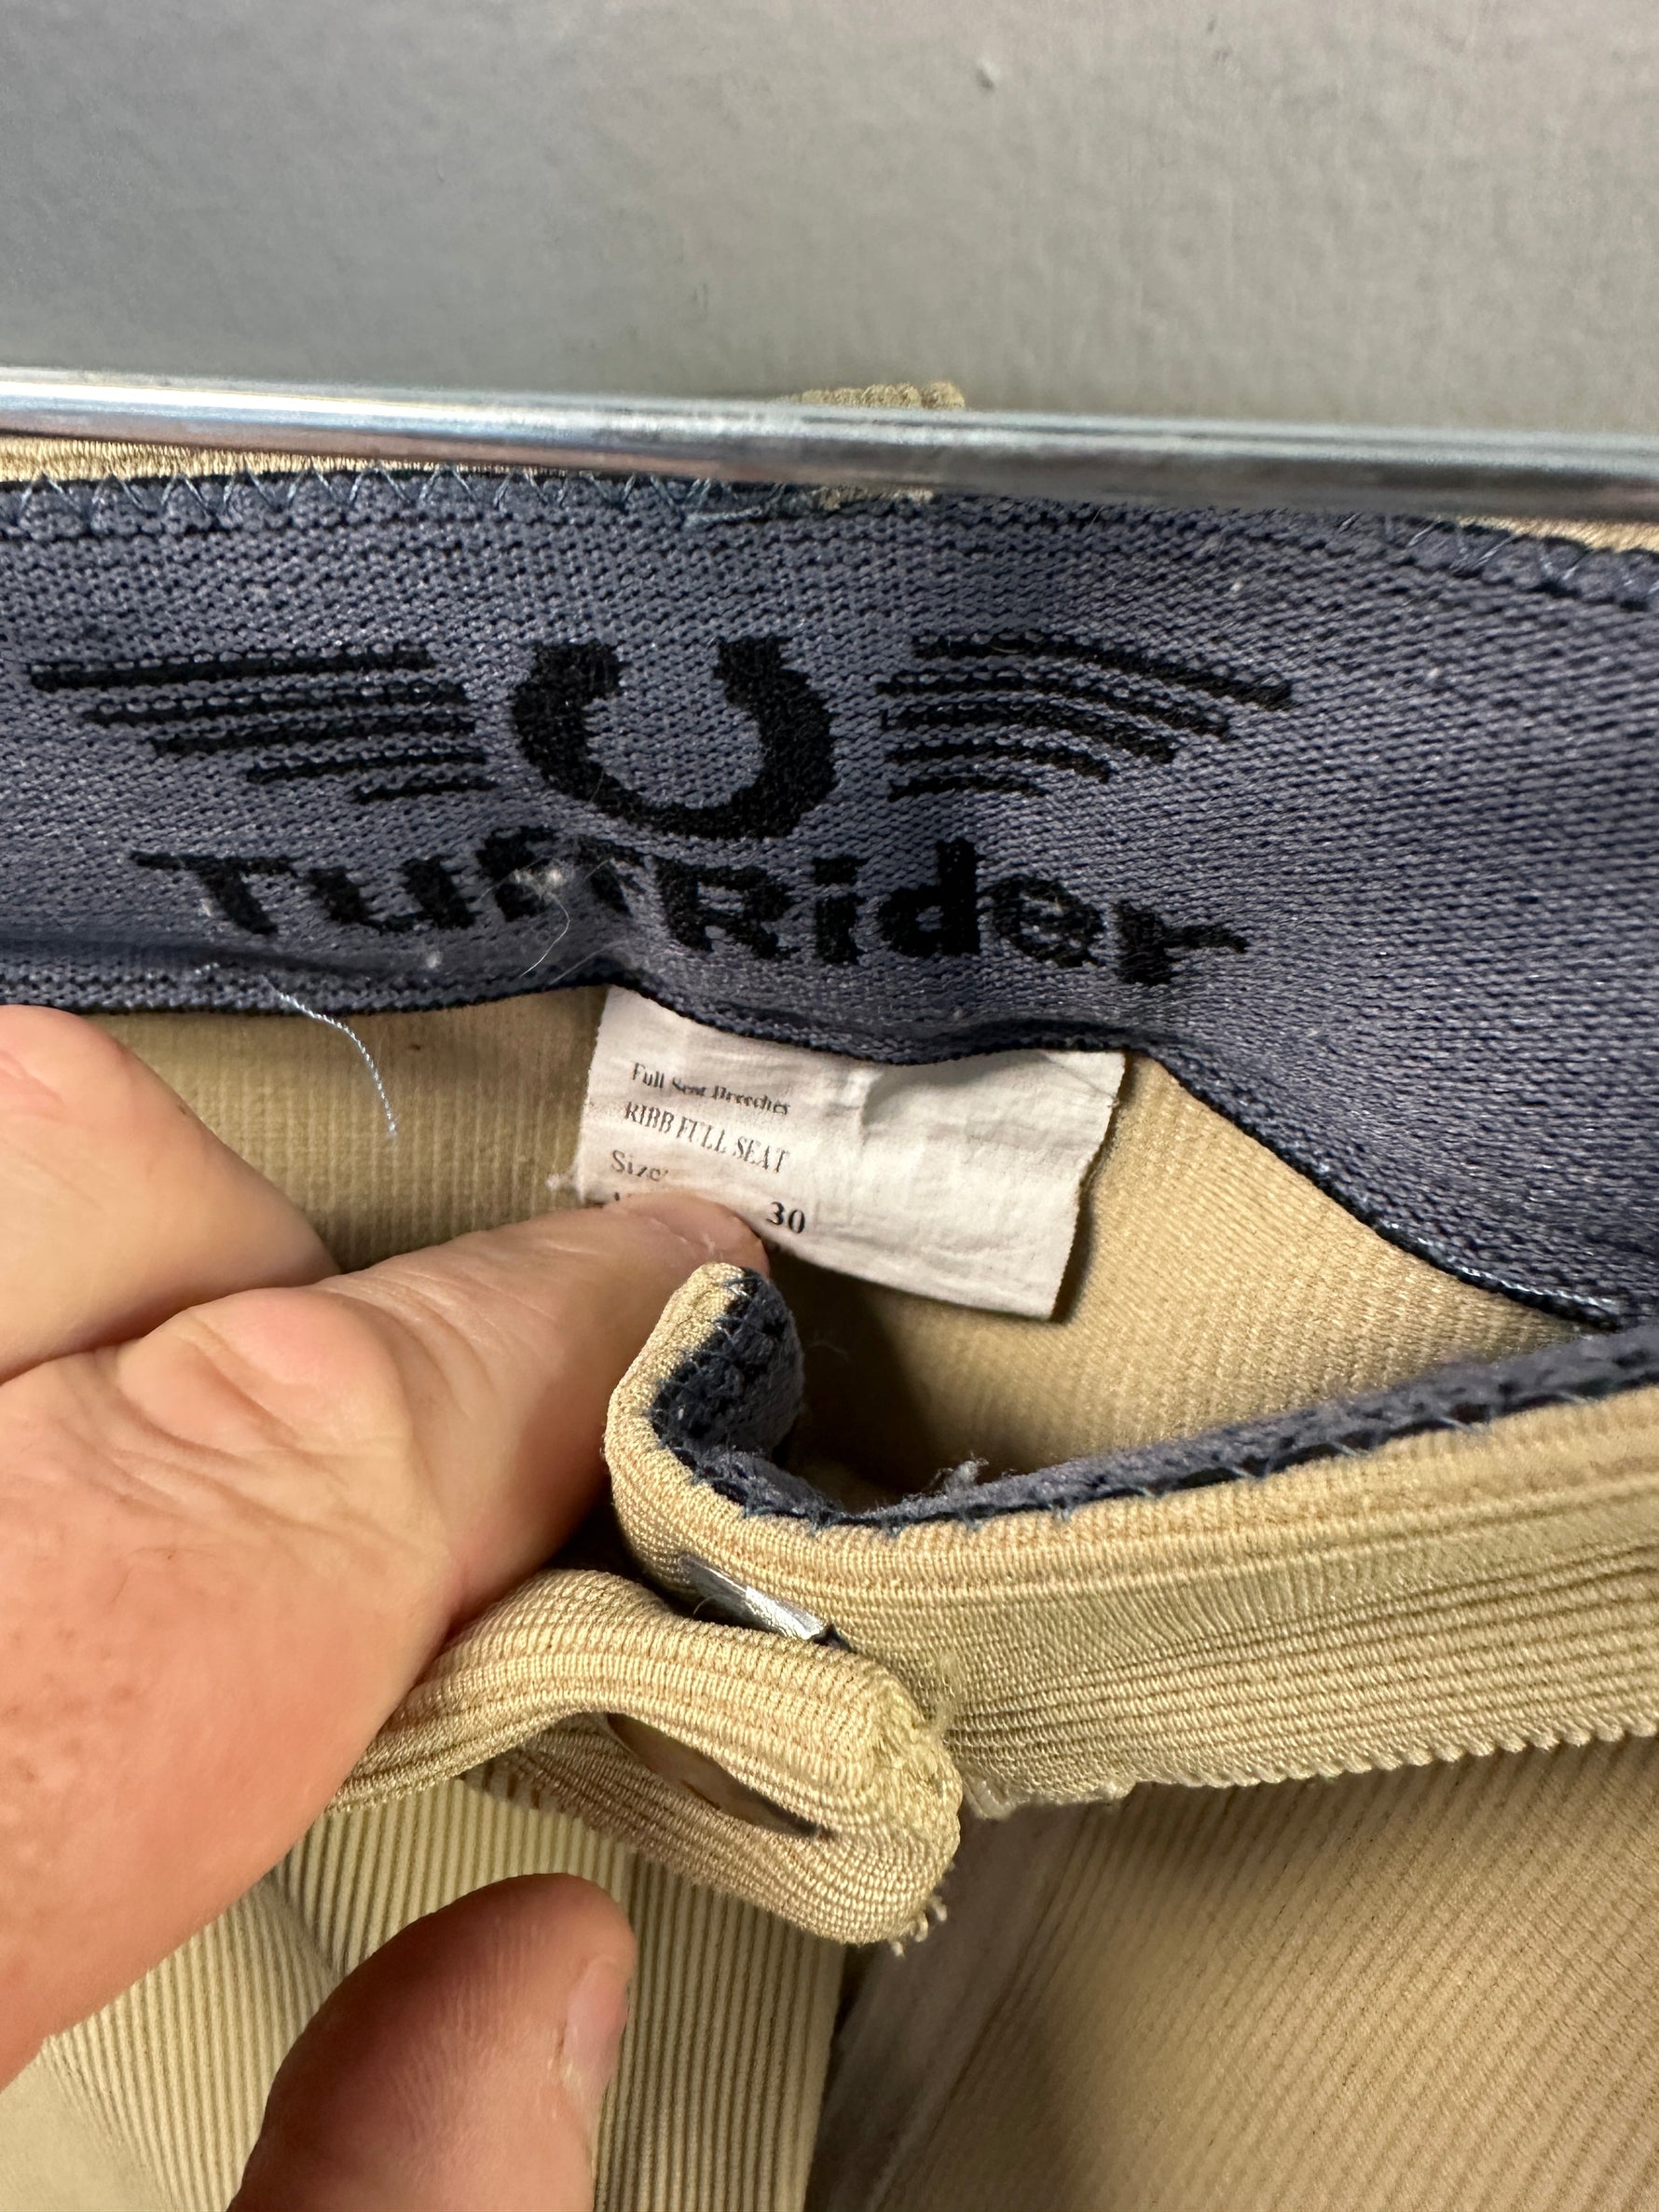 TuffRider
Full Seat Breeches
RIBB FULL SEAT
Size:
30